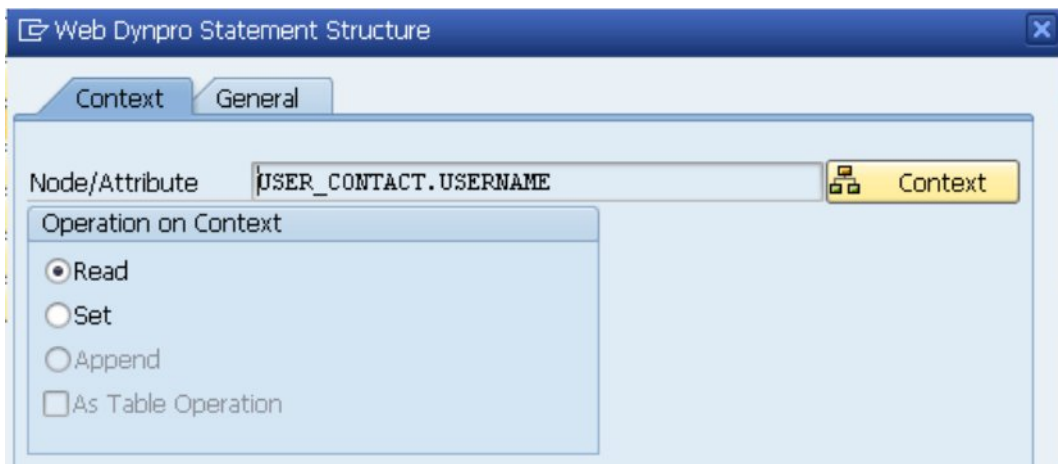 Web Dynpro Statement Structure
Context General
Node/Attribute USER_CONTACT.USERNAME Context
Operation on Context
Read
Set
Append
As Table Operation